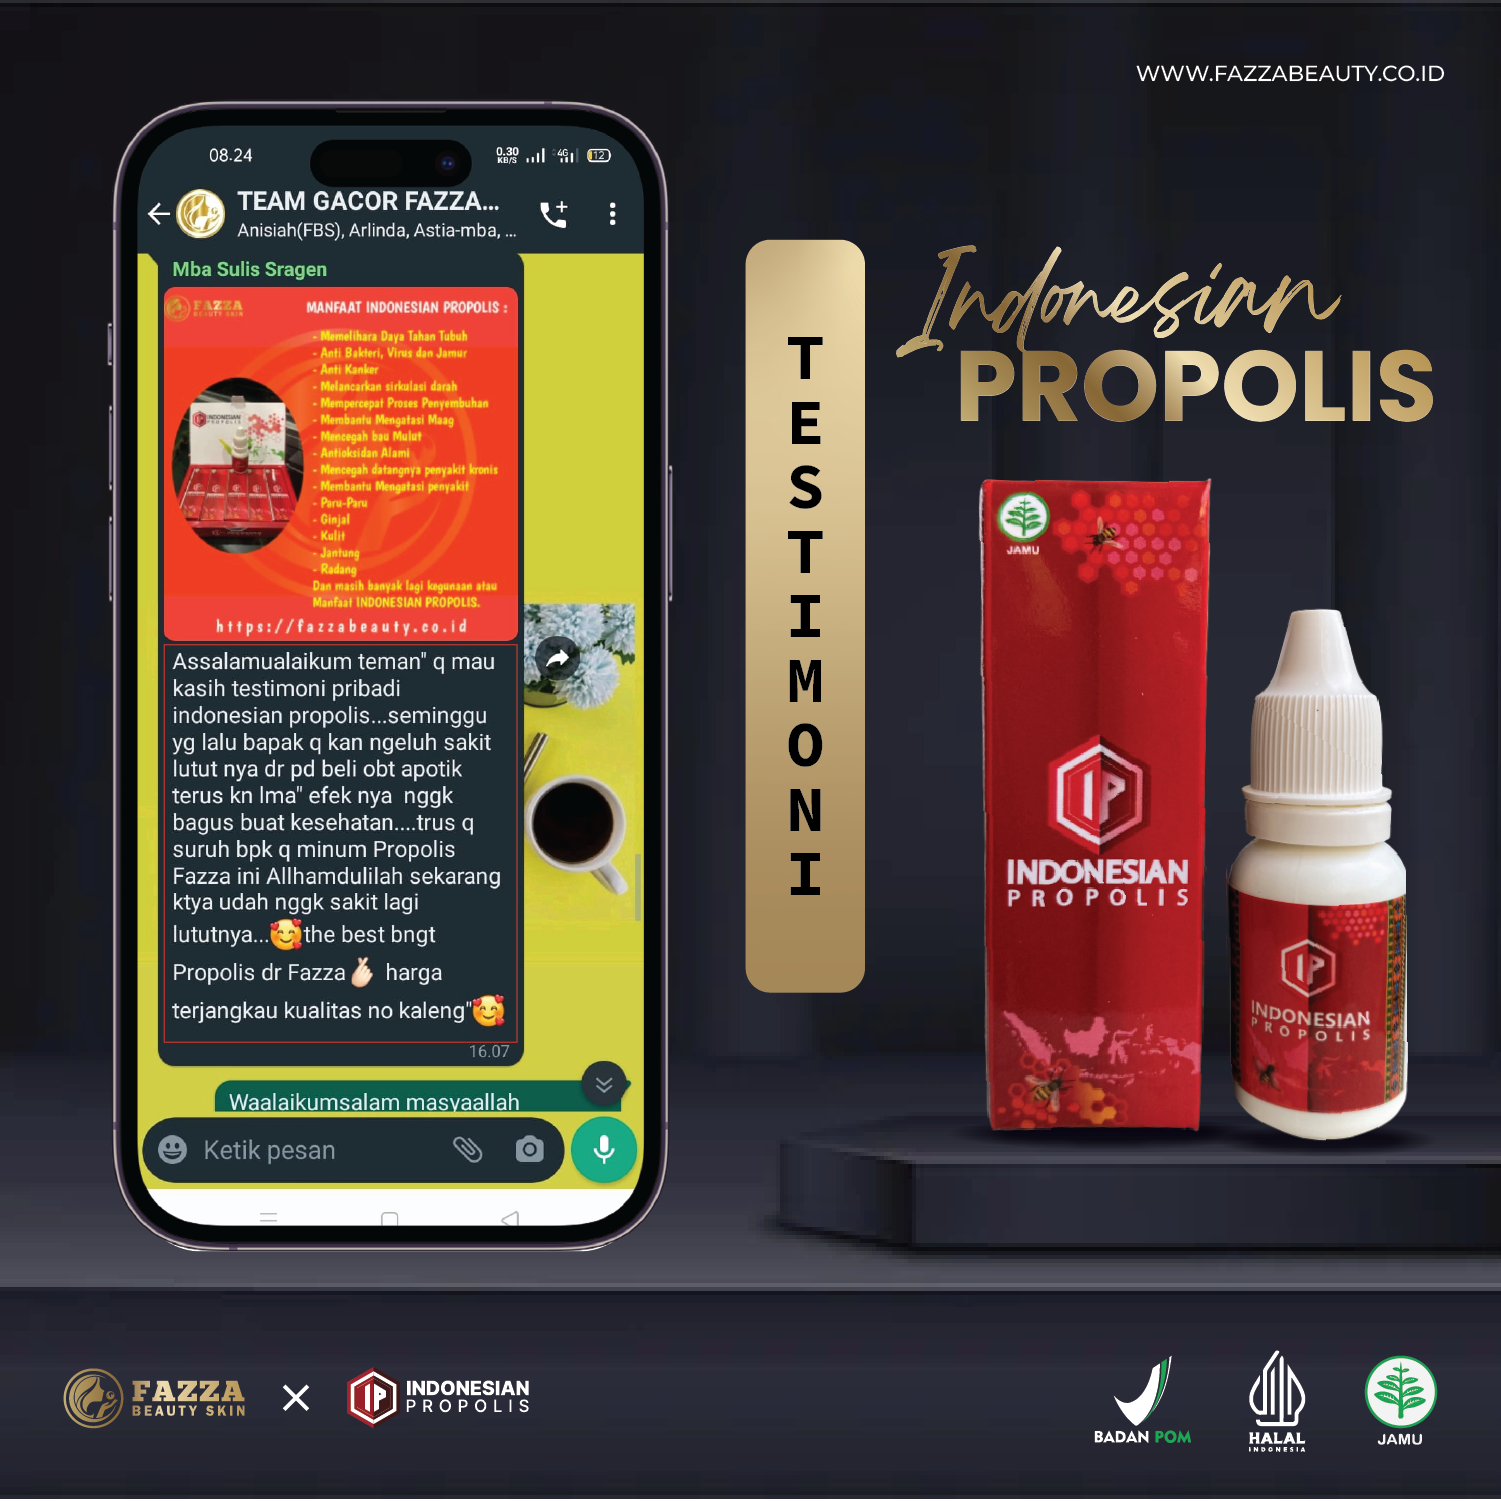 WWW.FAZZABEAUTY.CO.ID
08.24
0.30
KB/S
4G
12
TEAM GACOR FAZZA...
Anisiah(FBS), Arlinda, Astia-mba, ...
Mba Sulis Sragen
FAZZA
BEAUTY SKIN
MANFAAT INDONESIAN PROPOLIS :
- Memelihara Daya Tahan Tubuh
- Anti Bakteri, Virus dan Jamur
- Anti Kanker
- Melancarkan sirkulasi darah
- Mempercepat Proses Penyembuhan
- Membantu Mengatasi Maag
- Mencegah bau Mulut
- Antioksidan Alami
- Mencegah datangnya penyakit kronis
- Membantu Mengatasi penyakit
- Paru-Paru
- Ginjal
- Kulit
- Jantung
- Radang
Dan masih banyak lagi kegunaan atau
Manfaat INDONESIAN PROPOLIS.
INDONESIAN
PROPOLIS
https://fazzabeauty.co.id
Assalamualaikum teman" q mau
kasih testimoni pribadi
indonesian propolis...seminggu
yg lalu bapak q kan ngeluh sakit
lutut nya dr pd beli obt apotik
terus kn lma" efek nya nggk
bagus buat kesehatan....trus q
suruh bpk q minum Propolis
Fazza ini Allhamdulilah sekarang
ktya udah nggk sakit lagi
lututnya...🥰the best bngt
Propolis dr Fazza🫰🏻 harga
terjangkau kualitas no kaleng"🥰
16.07
Waalaikumsalam masyaallah
Ketik pesan
TESTIMONI
Indonesian
PROPOLIS
JAMU
IP
INDONESIAN
PROPOLIS
IP
INDONESIAN
PROPOLIS
FAZZA
BEAUTY SKIN
X
IP
INDONESIAN
PROPOLIS
BADAN POM
HALAL
INDONESIA
JAMU